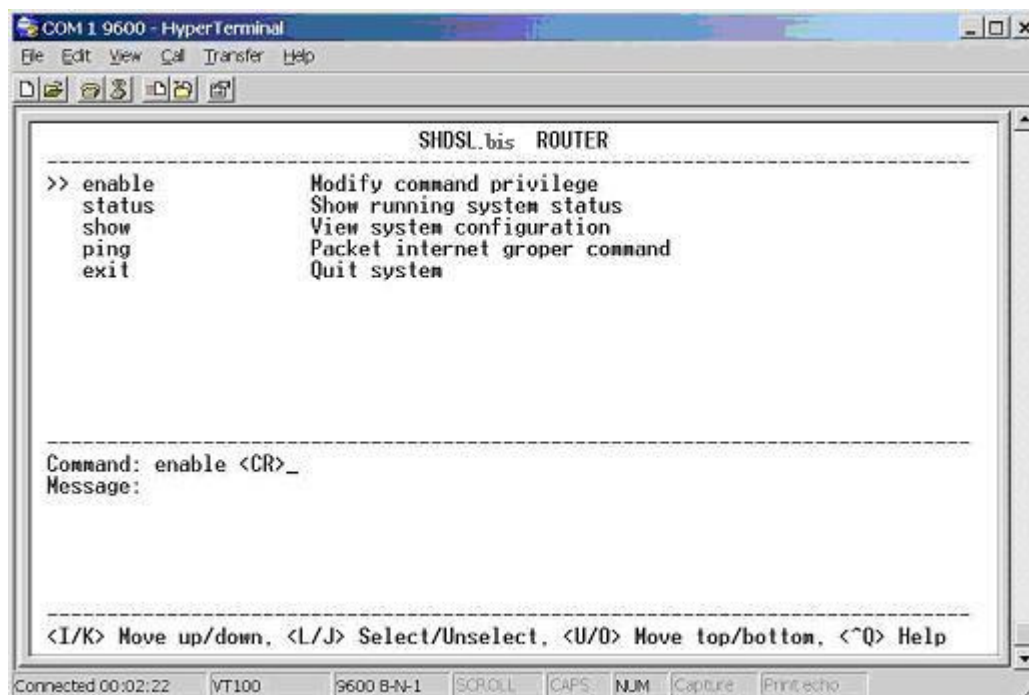 COM 1 9600 - HyperTerminal
File Edit View Call Transfer Help
SHDSL.bis ROUTER
>> enable Modify command privilege
status Show running system status
show View system configuration
ping Packet internet groper command
exit Quit system
Command: enable <CR>_
Message:
<I/K> Move up/down, <L/J> Select/Unselect, <U/O> Move top/bottom, <^Q> Help
Connected 00:02:22 VT100 9600 8-N-1 SCROLL CAPS NUM Capture Print echo